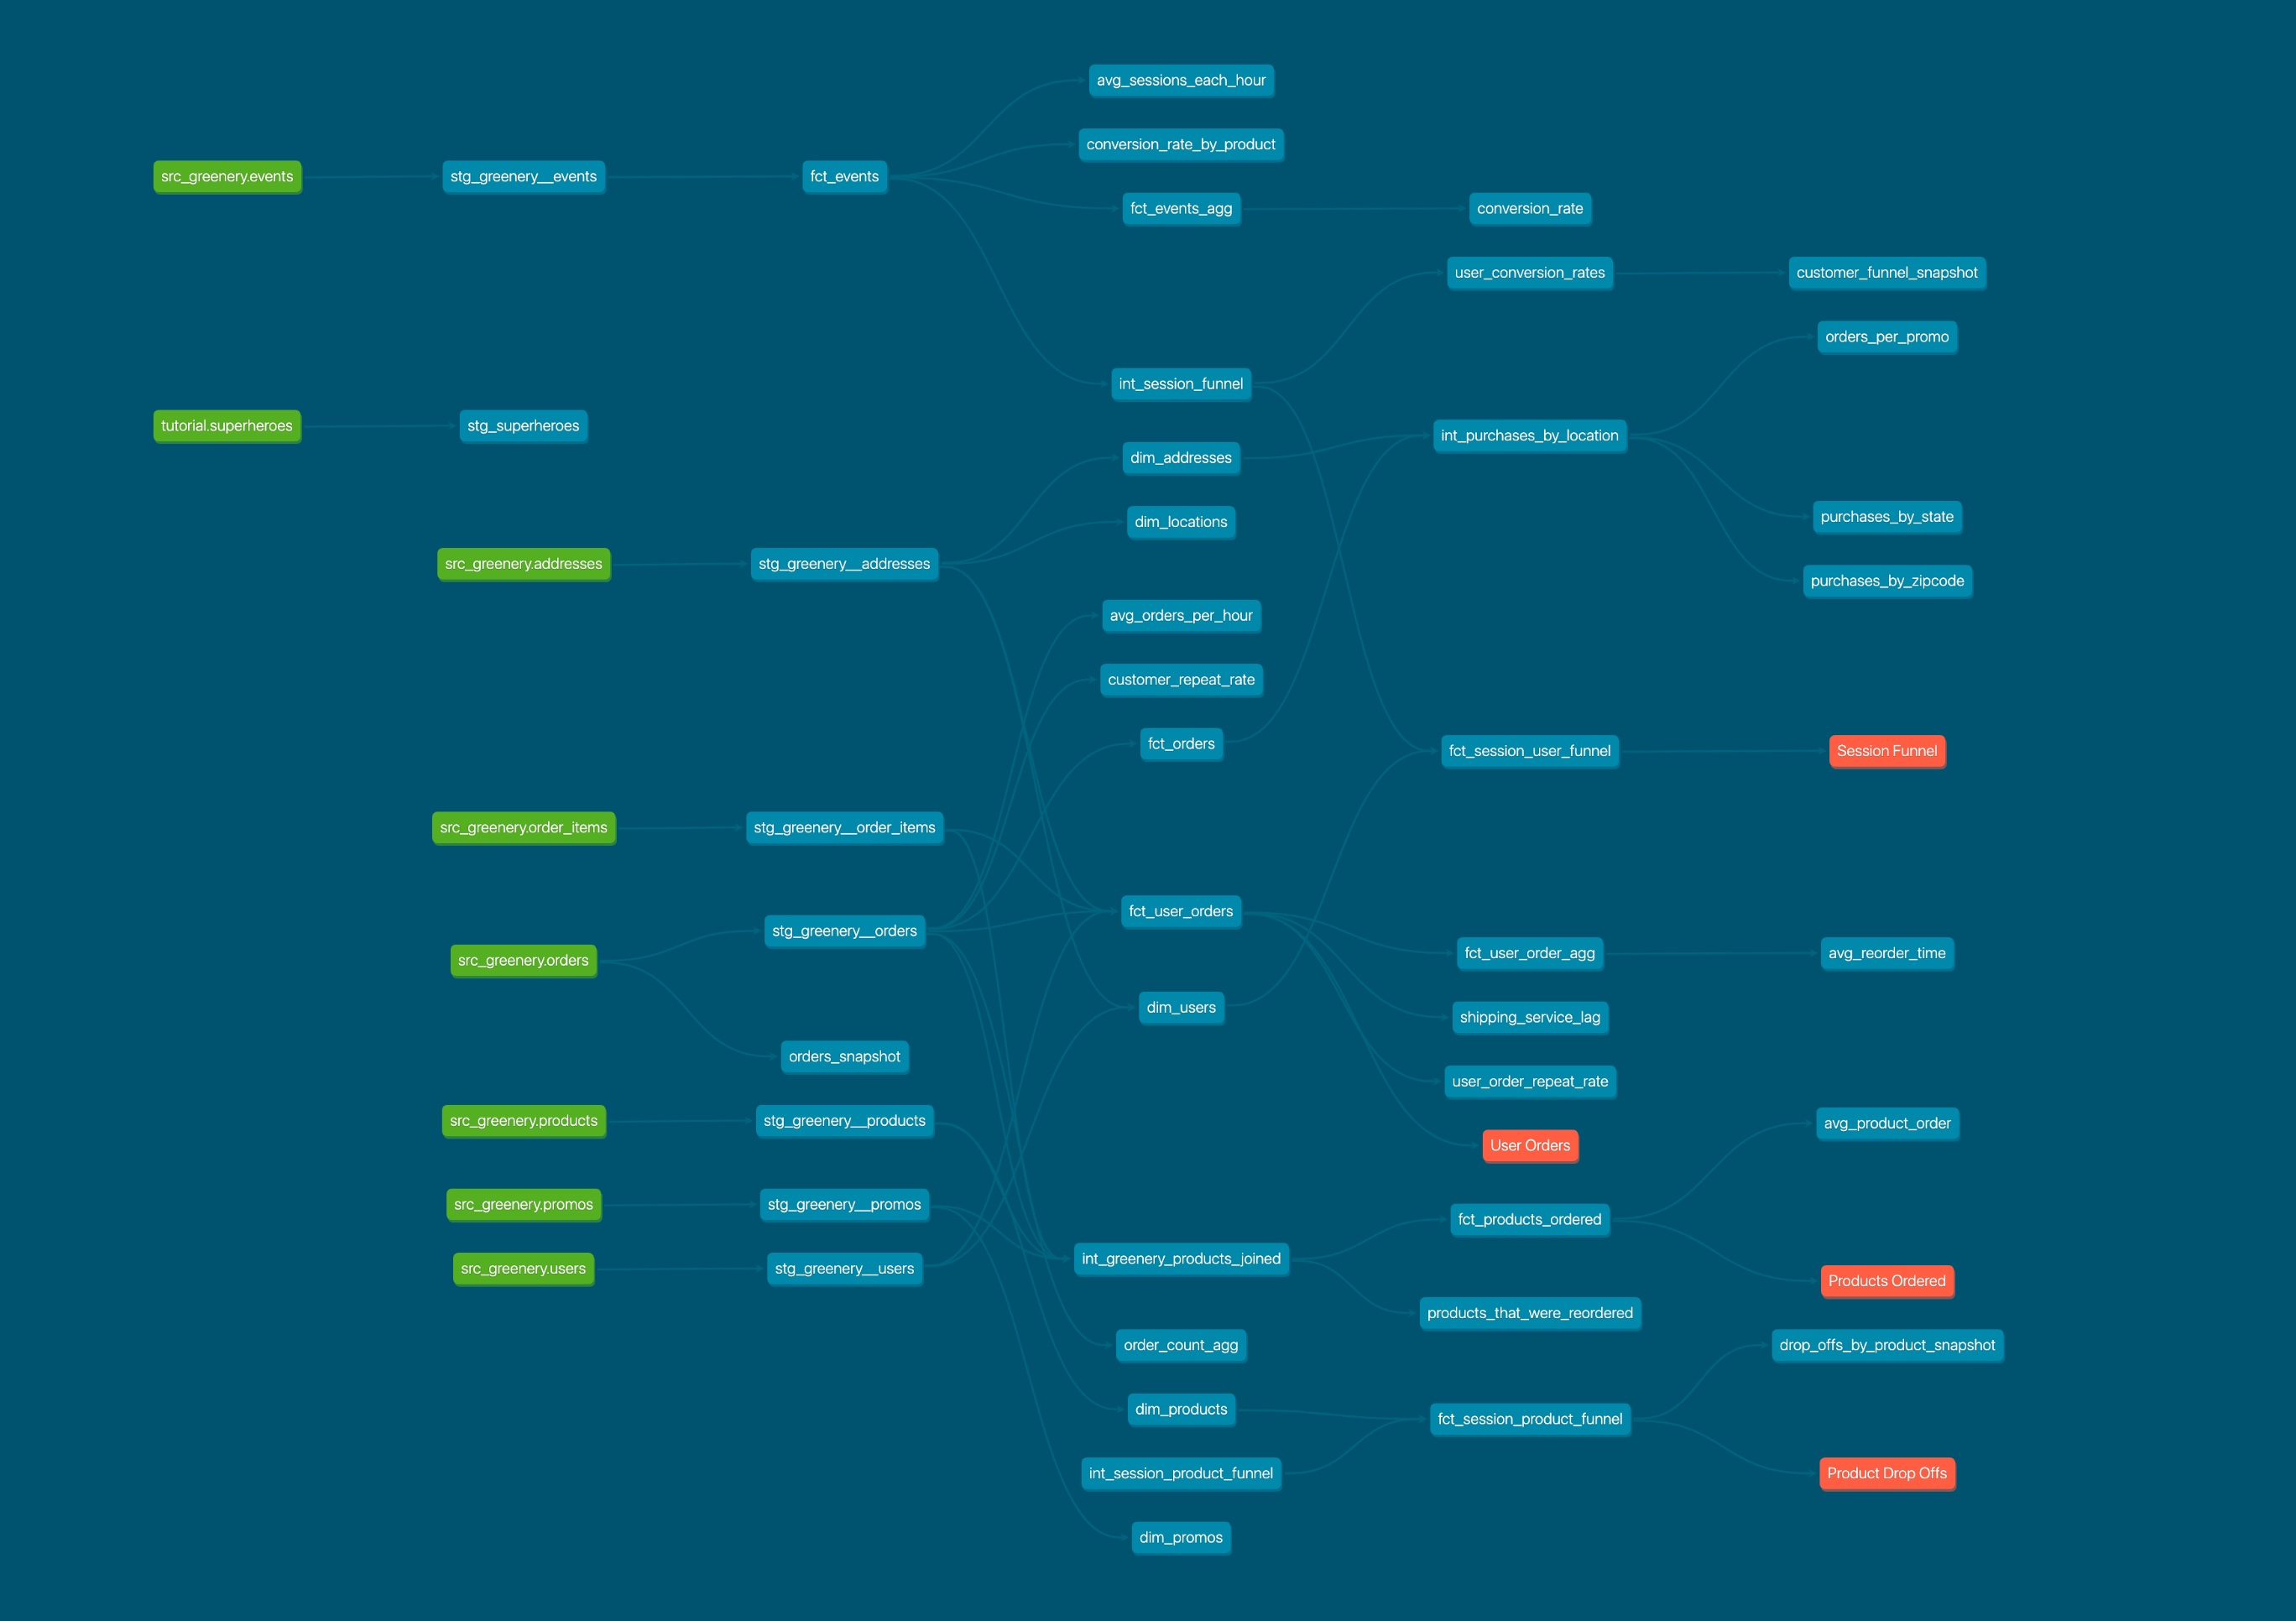 avg_sessions_each_hour
conversion_rate_by_product
src_greenery.events
stg_greenery__events
fct_events
fct_events_agg
conversion_rate
user_conversion_rates
customer_funnel_snapshot
orders_per_promo
int_session_funnel
tutorial.superheroes
stg_superheroes
int_purchases_by_location
dim_addresses
purchases_by_state
dim_locations
src_greenery.addresses
stg_greenery__addresses
purchases_by_zipcode
avg_orders_per_hour
customer_repeat_rate
fct_orders
fct_session_user_funnel
Session Funnel
src_greenery.order_items
stg_greenery__order_items
fct_user_orders
stg_greenery__orders
src_greenery.orders
fct_user_order_agg
avg_reorder_time
dim_users
shipping_service_lag
orders_snapshot
user_order_repeat_rate
src_greenery.products
stg_greenery__products
avg_product_order
User Orders
src_greenery.promos
stg_greenery__promos
fct_products_ordered
src_greenery.users
stg_greenery__users
int_greenery_products_joined
Products Ordered
products_that_were_reordered
order_count_agg
drop_offs_by_product_snapshot
dim_products
fct_session_product_funnel
int_session_product_funnel
Product Drop Offs
dim_promos